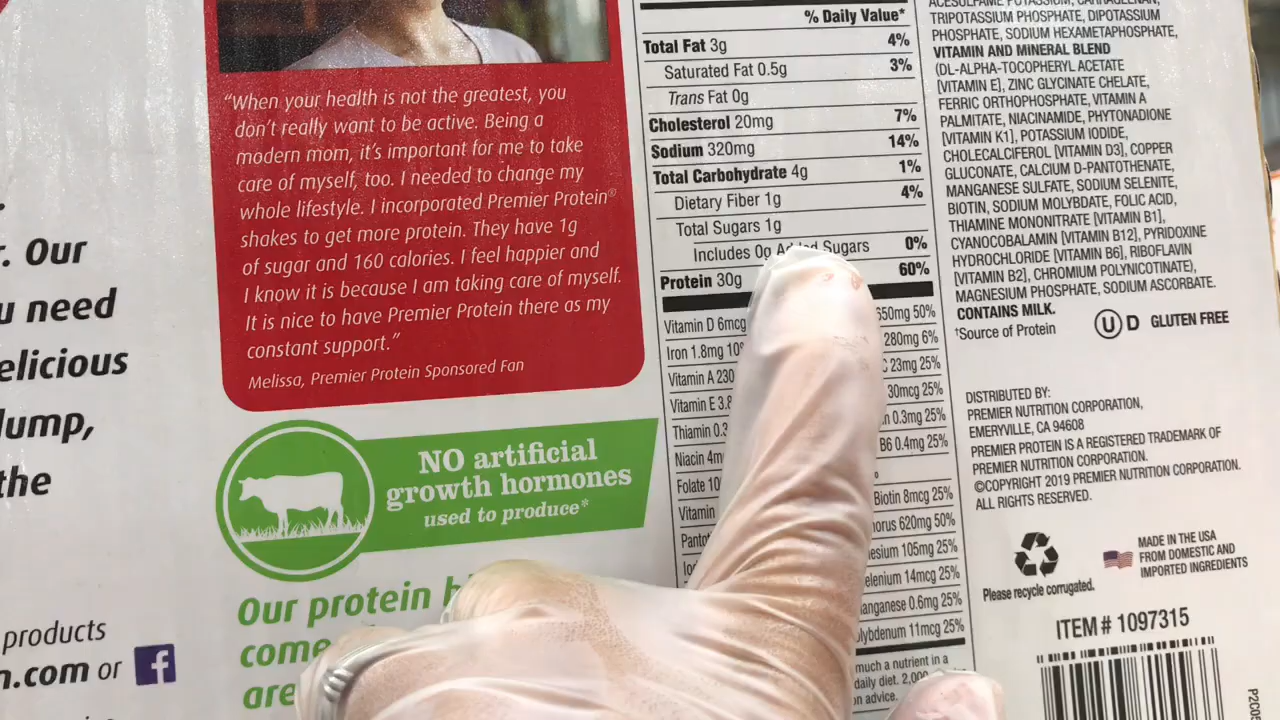 . Our
u need
elicious
lump,
the
products
n.com or
f
"When your health is not the greatest, you
don't really want to be active. Being a
modern mom, it's important for me to take
care of myself, too. I needed to change my
whole lifestyle. I incorporated Premier Protein®
shakes to get more protein. They have 1g
of sugar and 160 calories. I feel happier and
I know it is because I am taking care of myself.
It is nice to have Premier Protein there as my
constant support."
Melissa, Premier Protein Sponsored Fan
NO artificial
growth hormones
used to produce*
Our protein
come
are
% Daily Value*
Total Fat 3g 4%
Saturated Fat 0.5g 3%
Trans Fat 0g
Cholesterol 20mg 7%
Sodium 320mg 14%
Total Carbohydrate 4g 1%
Dietary Fiber 1g 4%
Total Sugars 1g
Includes 0g Added Sugars 0%
Protein 30g 60%
Vitamin D 6mcg 650mg 50%
Iron 1.8mg 10% 280mg 6%
Vitamin A 230 C 23mg 25%
Vitamin E 3.8 30mcg 25%
Thiamin 0.3 n 0.3mg 25%
Niacin 4m B6 0.4mg 25%
Folate 10
Vitamin Biotin 8mcg 25%
Pantot horus 620mg 50%
Iod esium 105mg 25%
elenium 14mcg 25%
anganese 0.6mg 25%
olybdenum 11mcg 25%
much a nutrient in a
daily diet. 2,000
on advice.
ACESULFAME POTASSIUM, CARRAGEENAN,
TRIPOTASSIUM PHOSPHATE, DIPOTASSIUM
PHOSPHATE, SODIUM HEXAMETAPHOSPHATE,
VITAMIN AND MINERAL BLEND
(DL-ALPHA-TOCOPHERYL ACETATE
[VITAMIN E], ZINC GLYCINATE CHELATE,
FERRIC ORTHOPHOSPHATE, VITAMIN A
PALMITATE, NIACINAMIDE, PHYTONADIONE
[VITAMIN K1], POTASSIUM IODIDE,
CHOLECALCIFEROL [VITAMIN D3], COPPER
GLUCONATE, CALCIUM D-PANTOTHENATE,
MANGANESE SULFATE, SODIUM SELENITE,
BIOTIN, SODIUM MOLYBDATE, FOLIC ACID,
THIAMINE MONONITRATE [VITAMIN B1],
CYANOCOBALAMIN [VITAMIN B12], PYRIDOXINE
HYDROCHLORIDE [VITAMIN B6], RIBOFLAVIN
[VITAMIN B2], CHROMIUM POLYNICOTINATE),
MAGNESIUM PHOSPHATE, SODIUM ASCORBATE.
CONTAINS MILK.
†Source of Protein
U D GLUTEN FREE
DISTRIBUTED BY:
PREMIER NUTRITION CORPORATION,
EMERYVILLE, CA 94608
PREMIER PROTEIN IS A REGISTERED TRADEMARK OF
PREMIER NUTRITION CORPORATION.
©COPYRIGHT 2019 PREMIER NUTRITION CORPORATION.
ALL RIGHTS RESERVED.
Please recycle corrugated.
MADE IN THE USA
FROM DOMESTIC AND
IMPORTED INGREDIENTS
ITEM # 1097315